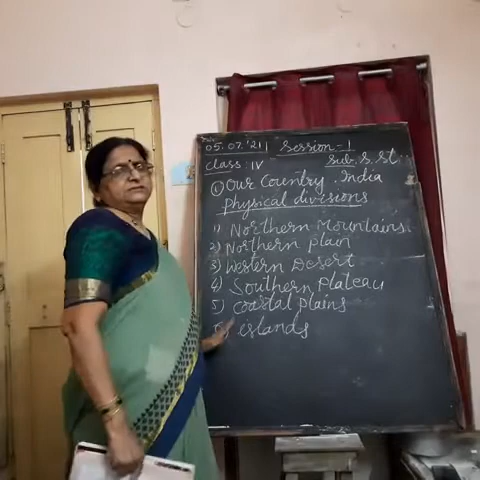 05.07.'21 Session-1
class: IV Sub. S. St.
① Our Country. India
physical divisions
1) Northern Mountains.
2) Northern plain
3) Western Desert
4) Southern plateau
5) Coastal plains
6) islands